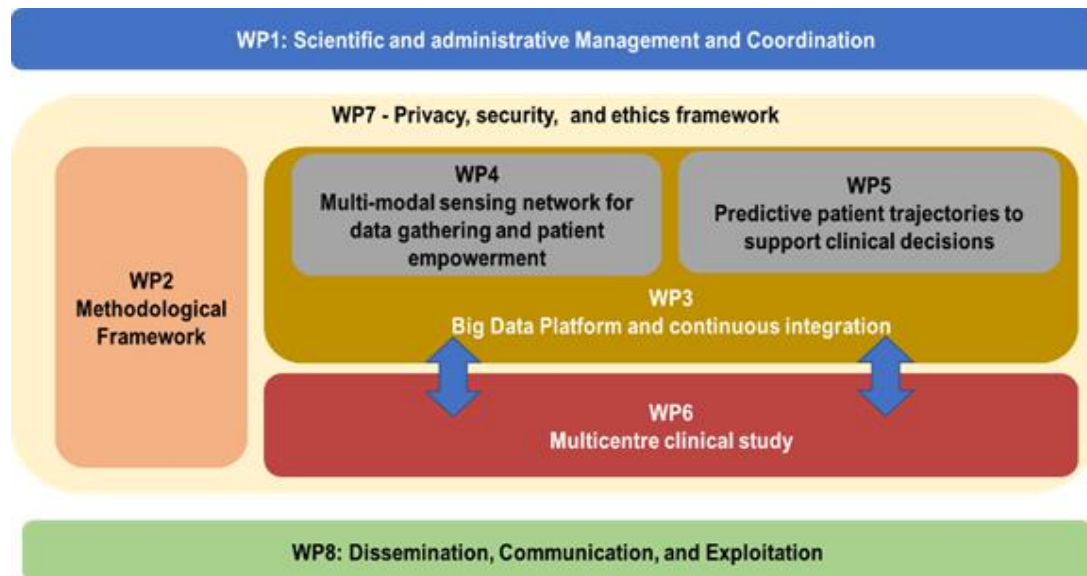 WP1: Scientific and administrative Management and Coordination
WP7 - Privacy, security, and ethics framework
WP2
Methodological
Framework
WP4
Multi-modal sensing network for
data gathering and patient
empowerment
WP5
Predictive patient trajectories to
support clinical decisions
WP3
Big Data Platform and continuous integration
WP6
Multicentre clinical study
WP8: Dissemination, Communication, and Exploitation